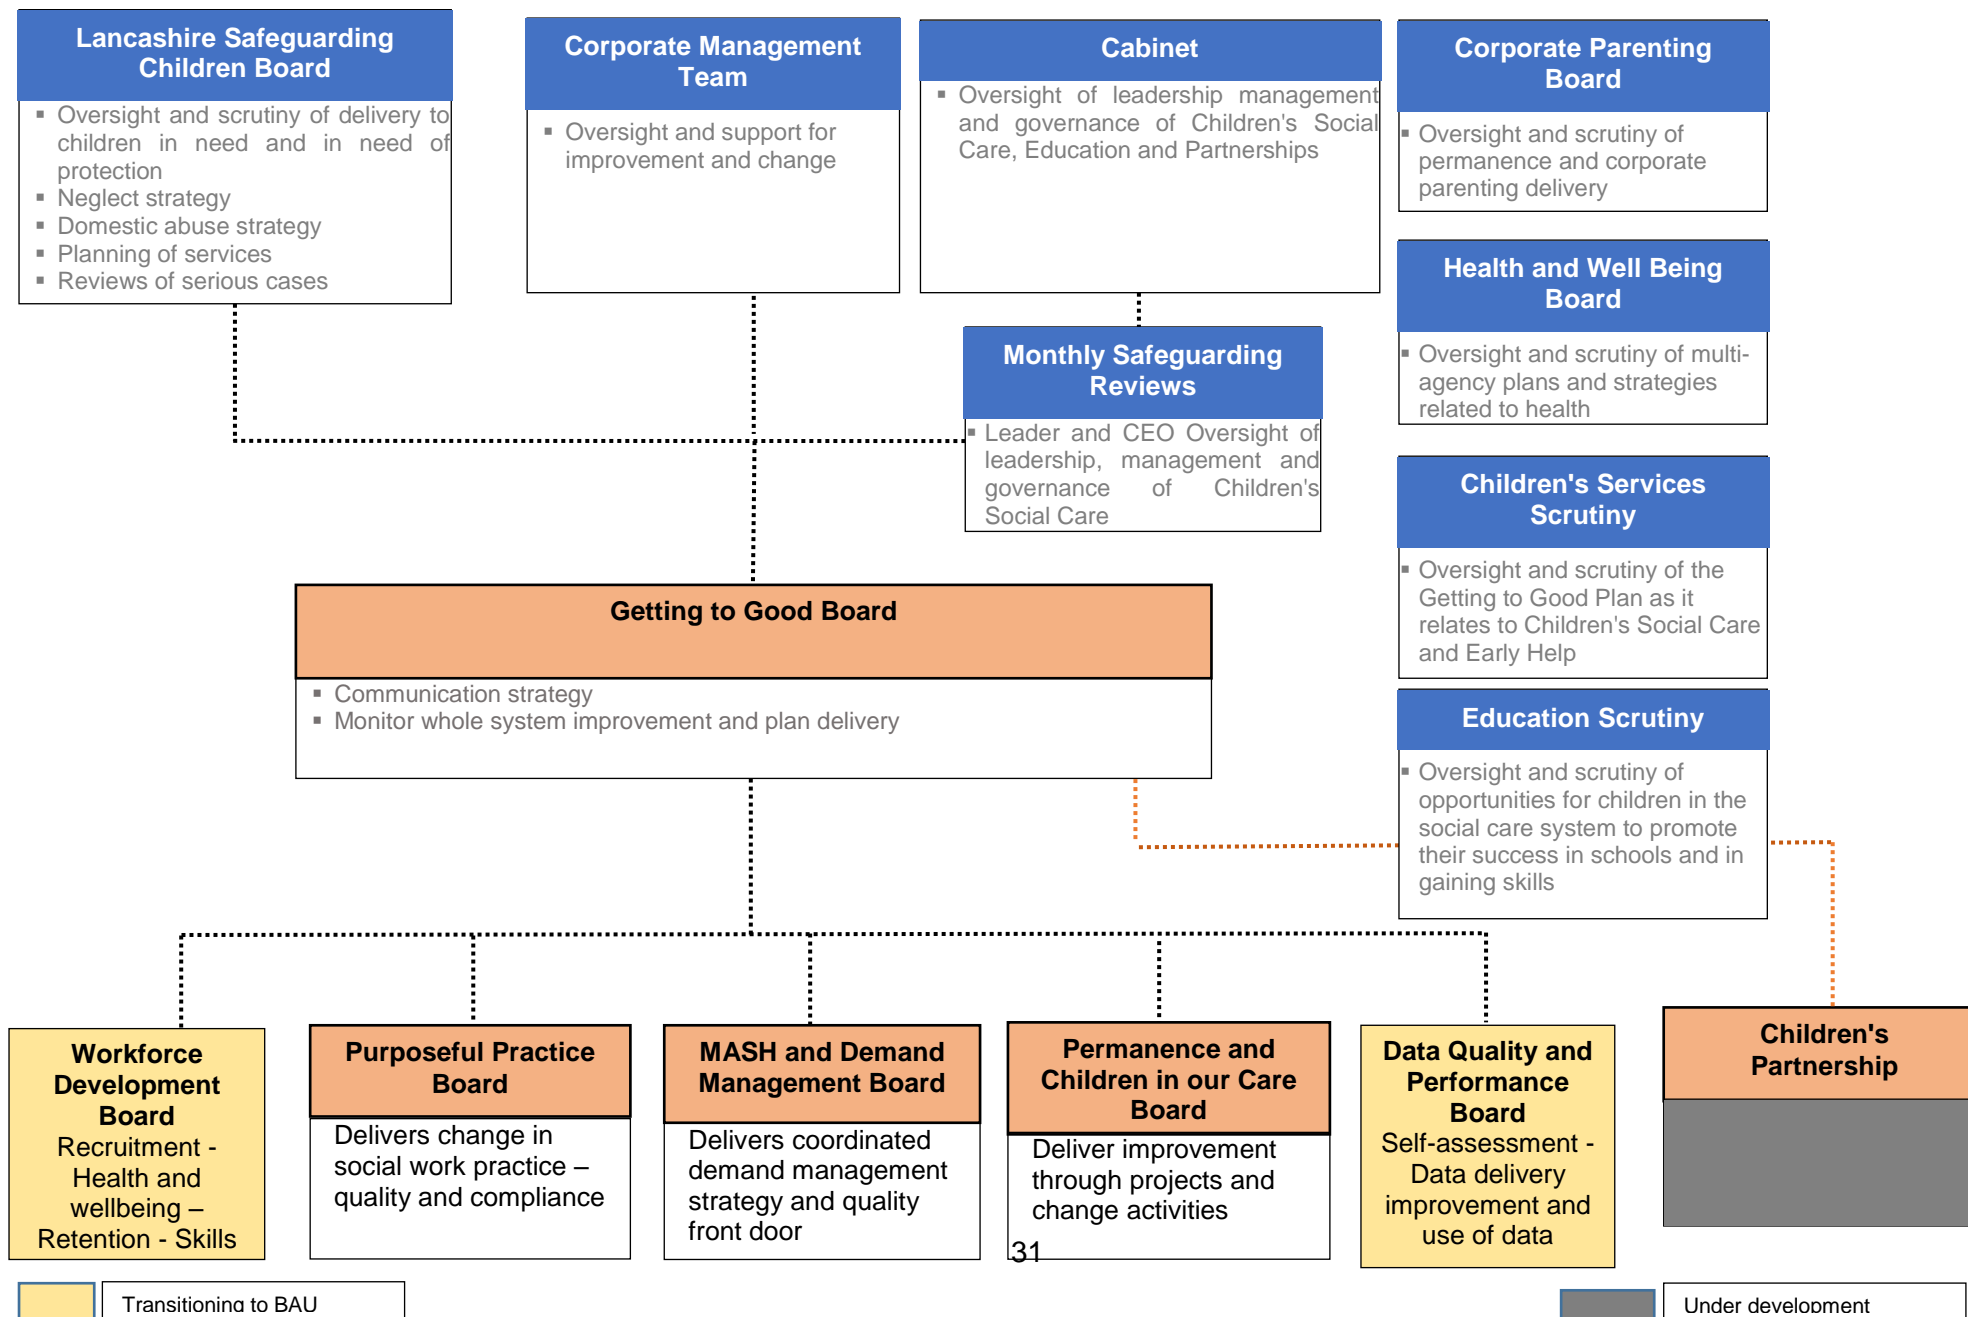 Lancashire Safeguarding
Children Board
▪ Oversight and scrutiny of delivery to
children in need and in need of
protection
▪ Neglect strategy
▪ Domestic abuse strategy
▪ Planning of services
▪ Reviews of serious cases
Corporate Management
Team
▪ Oversight and support for
improvement and change
Cabinet
▪ Oversight of leadership management
and governance of Children's Social
Care, Education and Partnerships
Corporate Parenting
Board
▪ Oversight and scrutiny of
permanence and corporate
parenting delivery
Health and Well Being
Board
▪ Oversight and scrutiny of multi-
agency plans and strategies
related to health
Monthly Safeguarding
Reviews
▪ Leader and CEO Oversight of
leadership, management and
governance of Children's
Social Care
Children's Services
Scrutiny
▪ Oversight and scrutiny of the
Getting to Good Plan as it
relates to Children's Social Care
and Early Help
Getting to Good Board
▪ Communication strategy
▪ Monitor whole system improvement and plan delivery
Education Scrutiny
▪ Oversight and scrutiny of
opportunities for children in the
social care system to promote
their success in schools and in
gaining skills
Workforce
Development
Board
Recruitment -
Health and
wellbeing –
Retention - Skills
Purposeful Practice
Board
Delivers change in
social work practice –
quality and compliance
MASH and Demand
Management Board
Delivers coordinated
demand management
strategy and quality
front door
Permanence and
Children in our Care
Board
Deliver improvement
through projects and
change activities
Data Quality and
Performance
Board
Self-assessment -
Data delivery
improvement and
use of data
Children's
Partnership
31
Transitioning to BAU
Under development